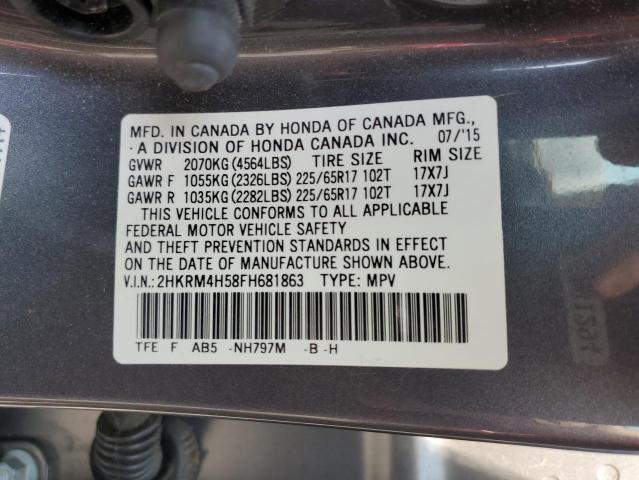 MFD. IN CANADA BY HONDA OF CANADA MFG.,
A DIVISION OF HONDA CANADA INC. 07/'15
GVWR 2070KG (4564LBS) TIRE SIZE RIM SIZE
GAWR F 1055KG (2326LBS) 225/65R17 102T 17X7J
GAWR R 1035KG (2282LBS) 225/65R17 102T 17X7J
THIS VEHICLE CONFORMS TO ALL APPLICABLE
FEDERAL MOTOR VEHICLE SAFETY
AND THEFT PREVENTION STANDARDS IN EFFECT
ON THE DATE OF MANUFACTURE SHOWN ABOVE.
V.I.N.: 2HKRM4H58FH681863 TYPE: MPV
TFE F AB5 -NH797M -B -H